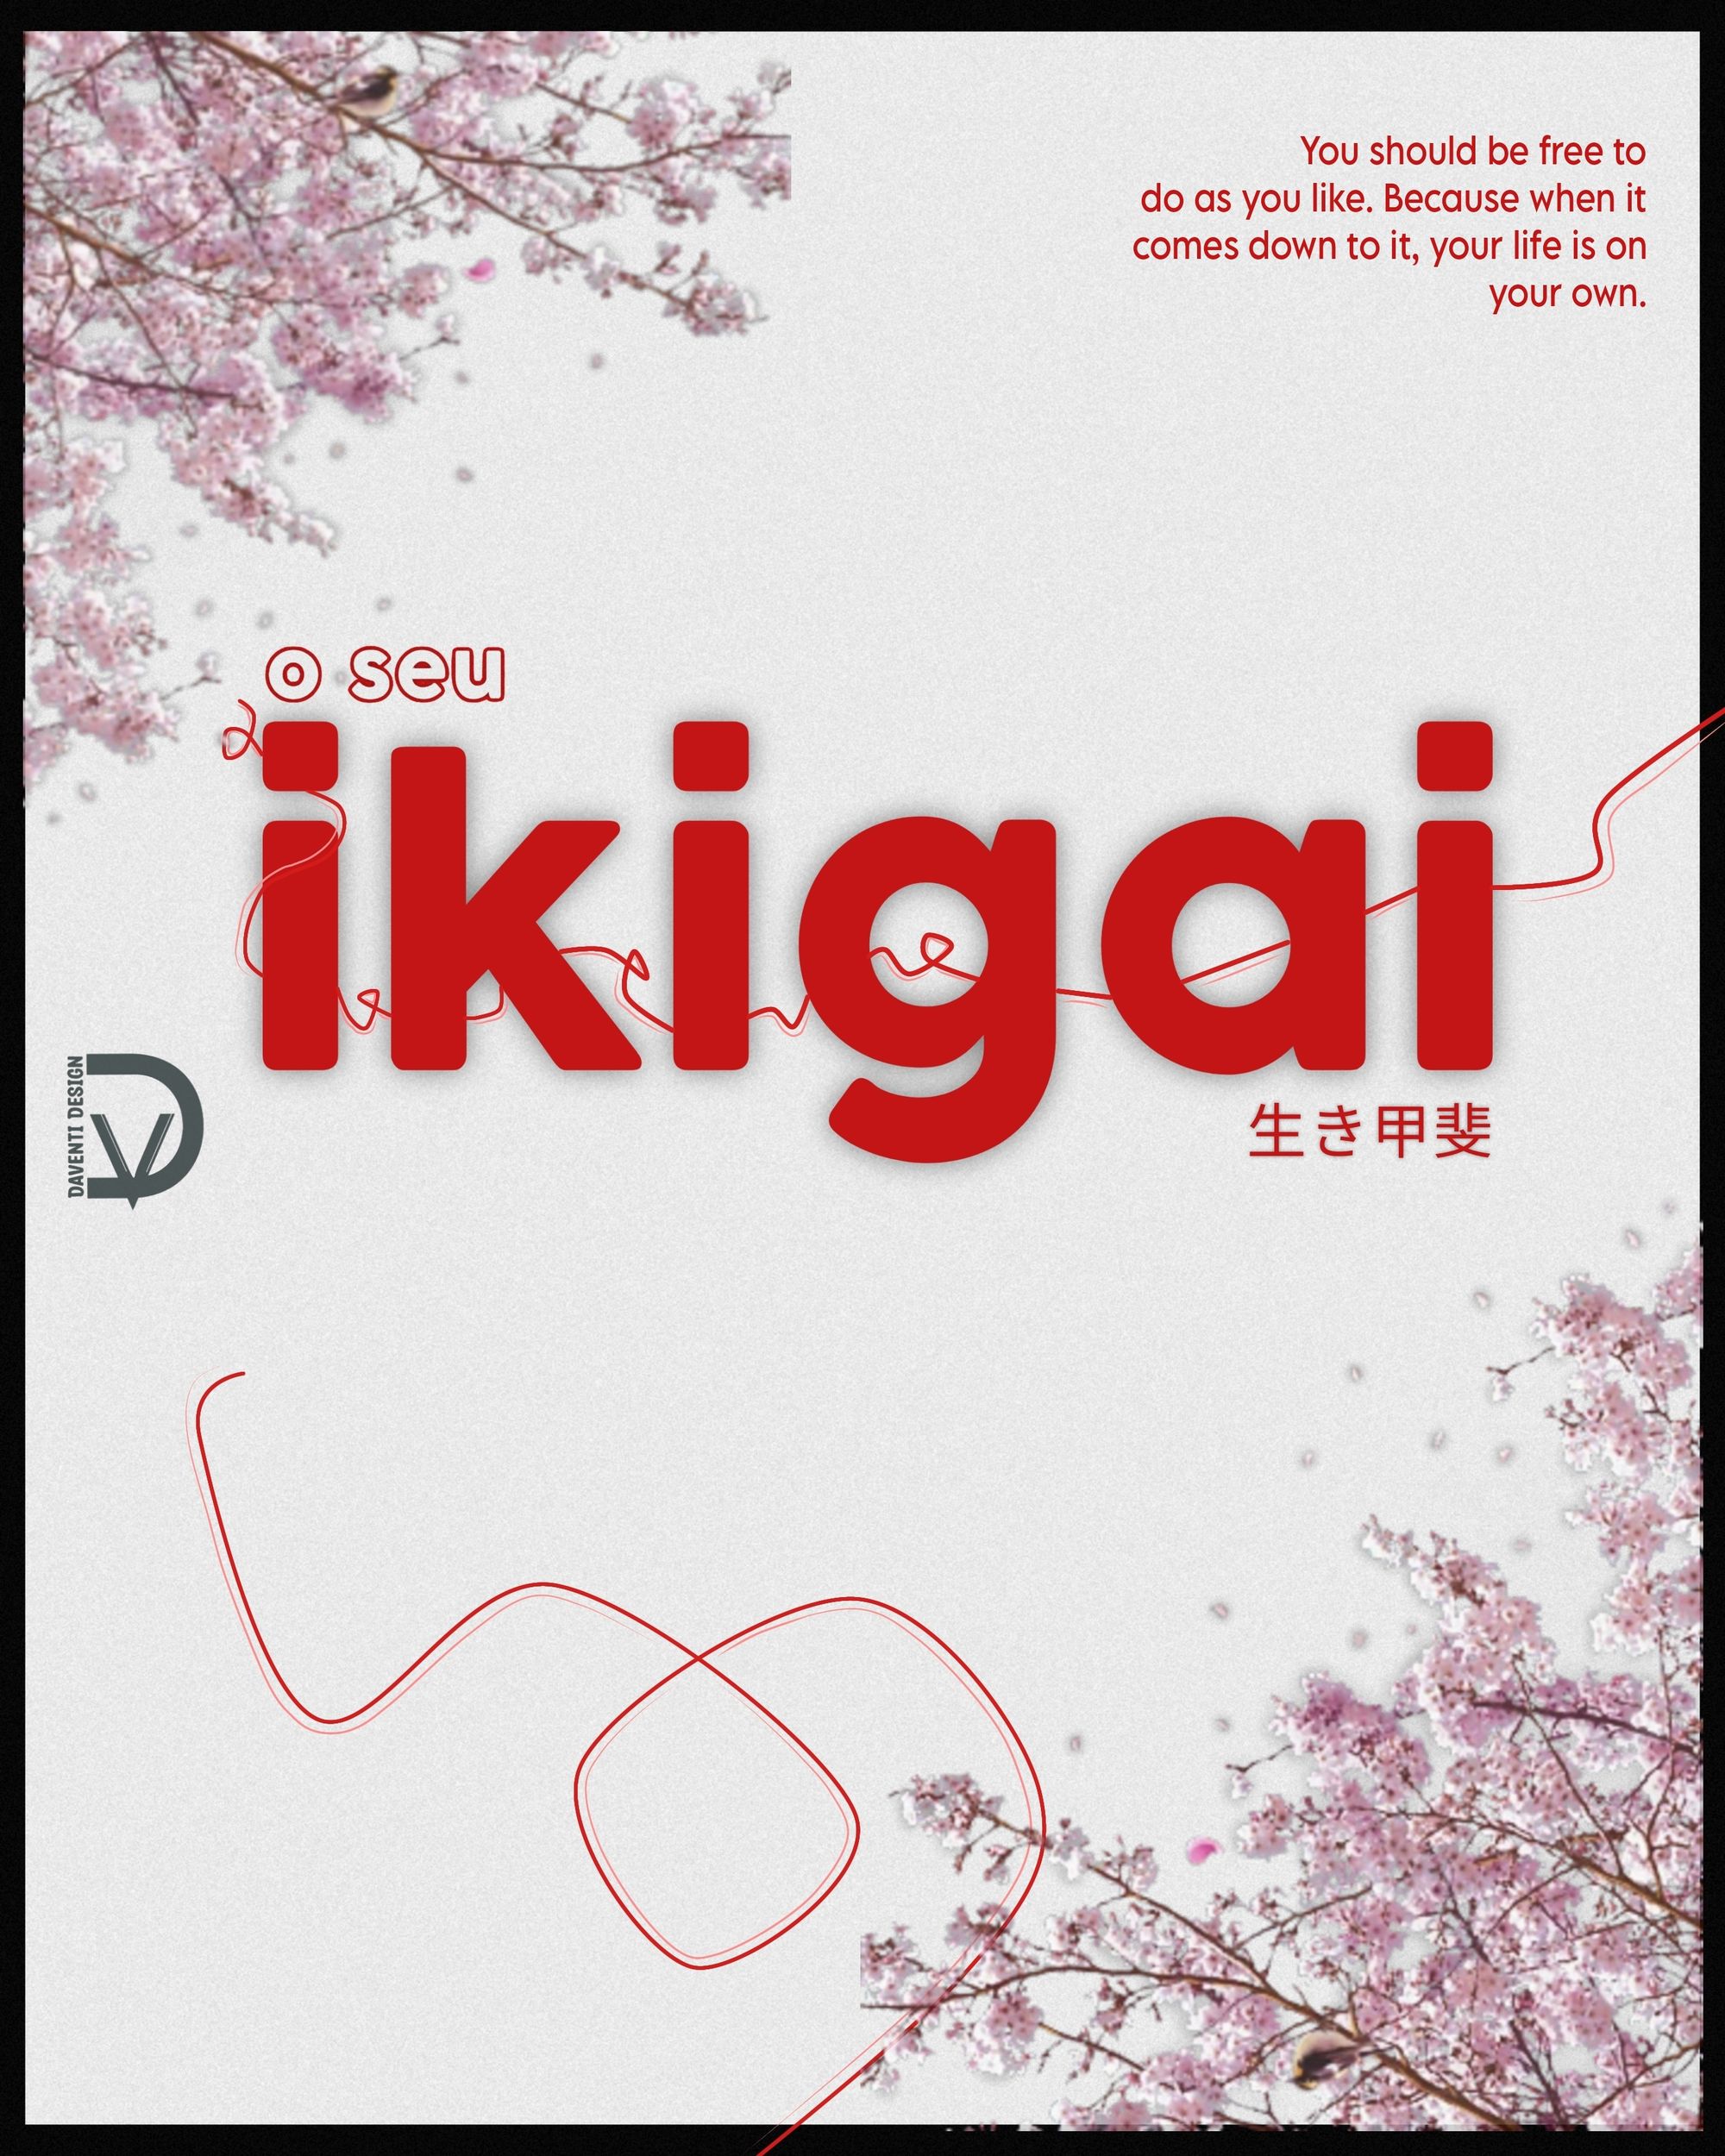 You should be free to
do as you like. Because when it
comes down to it, your life is on
your own.
o seu
ikigai
生き甲斐
DAVENTI DESIGN
DV